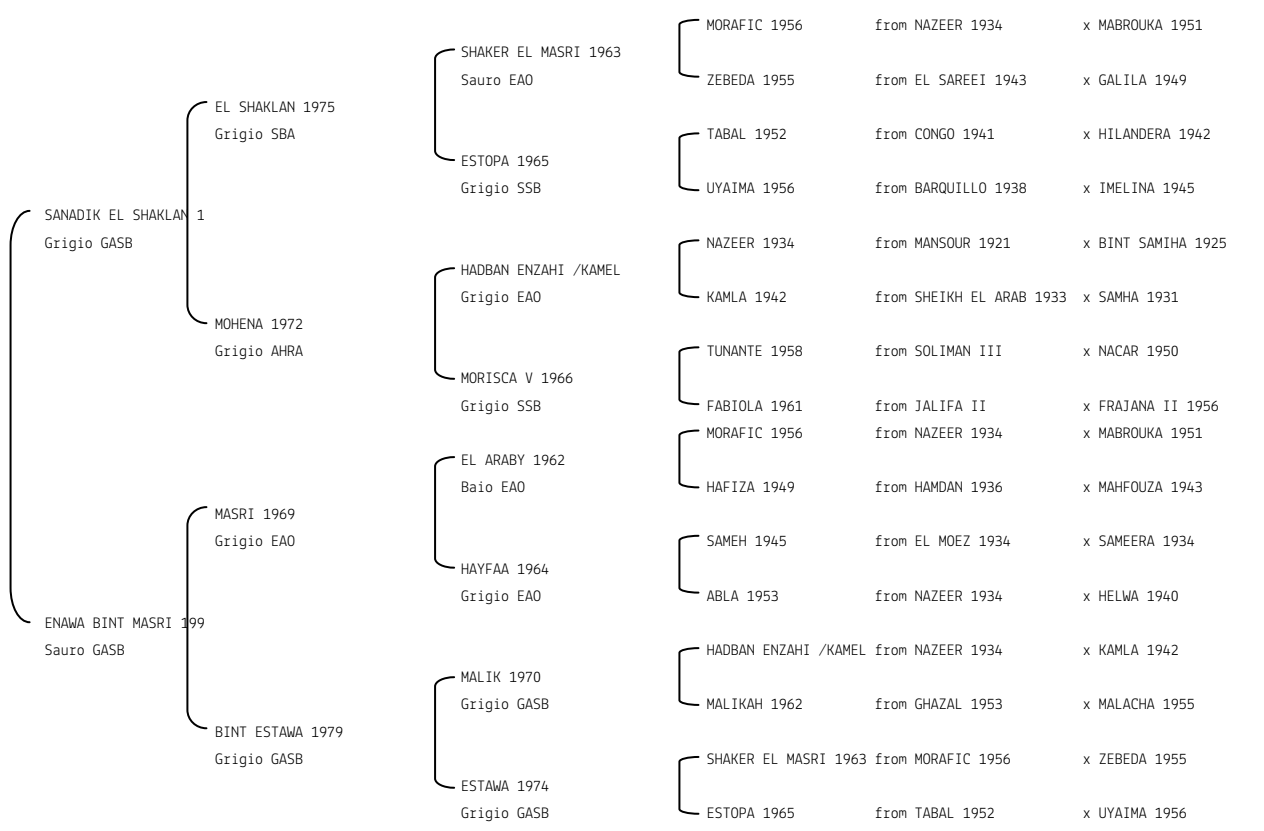 MORAFIC 1956 from NAZEER 1934 x MABROUKA 1951
SHAKER EL MASRI 1963
Sauro EAO
ZEBEDA 1955 from EL SAREEI 1943 x GALILA 1949
EL SHAKLAN 1975
Grigio SBA
TABAL 1952 from CONGO 1941 x HILANDERA 1942
ESTOPA 1965
Grigio SSB
UYAIMA 1956 from BARQUILLO 1938 x IMELINA 1945
SANADIK EL SHAKLAN 1
Grigio GASB
NAZEER 1934 from MANSOUR 1921 x BINT SAMIHA 1925
HADBAN ENZAHI /KAMEL
Grigio EAO
KAMLA 1942 from SHEIKH EL ARAB 1933 x SAMHA 1931
MOHENA 1972
Grigio AHRA
TUNANTE 1958 from SOLIMAN III x NACAR 1950
MORISCA V 1966
Grigio SSB
FABIOLA 1961 from JALIFA II x FRAJANA II 1956
MORAFIC 1956 from NAZEER 1934 x MABROUKA 1951
EL ARABY 1962
Baio EAO
HAFIZA 1949 from HAMDAN 1936 x MAHFOUZA 1943
MASRI 1969
Grigio EAO
SAMEH 1945 from EL MOEZ 1934 x SAMEERA 1934
HAYFAA 1964
Grigio EAO
ABLA 1953 from NAZEER 1934 x HELWA 1940
ENAWA BINT MASRI 199
Sauro GASB
HADBAN ENZAHI /KAMEL from NAZEER 1934 x KAMLA 1942
MALIK 1970
Grigio GASB
MALIKAH 1962 from GHAZAL 1953 x MALACHA 1955
BINT ESTAWA 1979
Grigio GASB
SHAKER EL MASRI 1963 from MORAFIC 1956 x ZEBEDA 1955
ESTAWA 1974
Grigio GASB
ESTOPA 1965 from TABAL 1952 x UYAIMA 1956